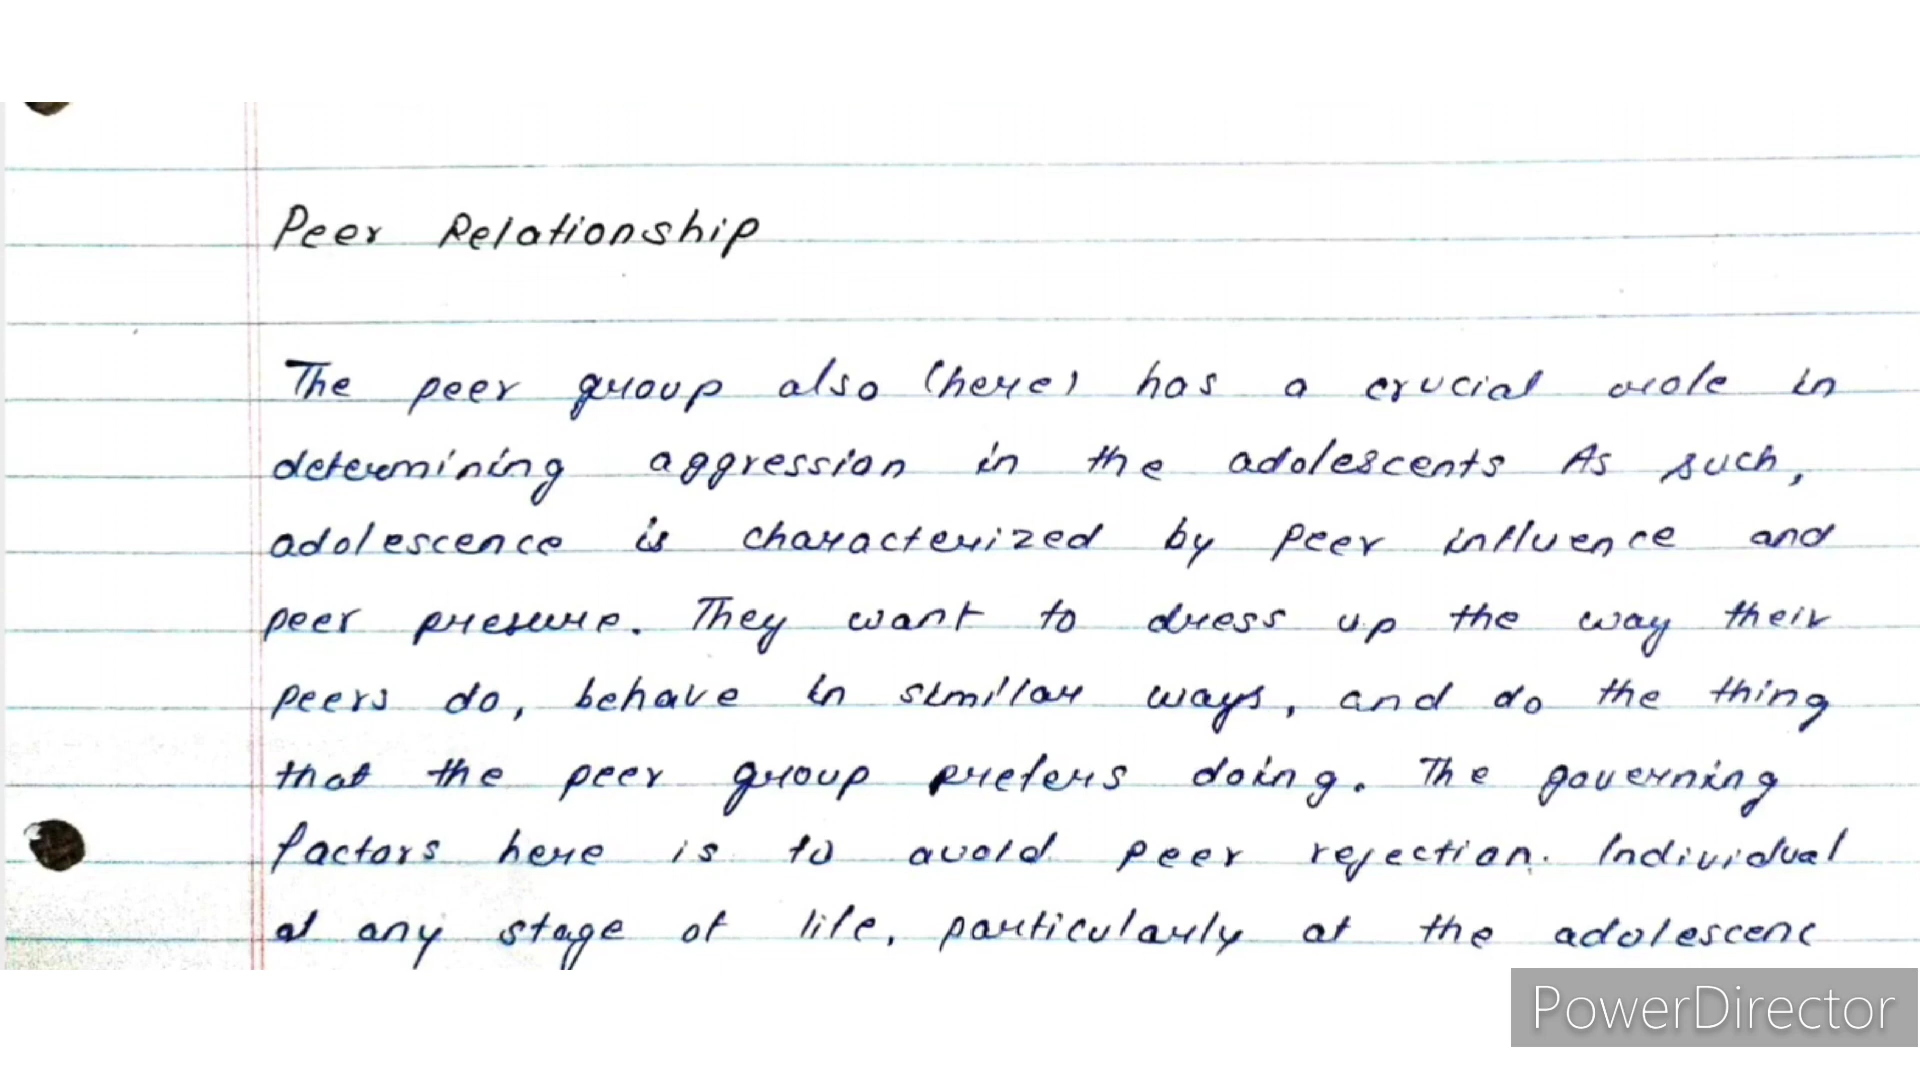 Peer Relationship
The peer group also (here) has a crucial role in
determining aggression in the adolescents As such,
adolescence is characterized by peer influence and
peer presure. They want to dress up the way their
peers do, behave in similar ways, and do the thing
that the peer group prefers doing. The governing
factors here is to avoid peer rejection. Individual
at any stage of life, particularly at the adolescenc
PowerDirector